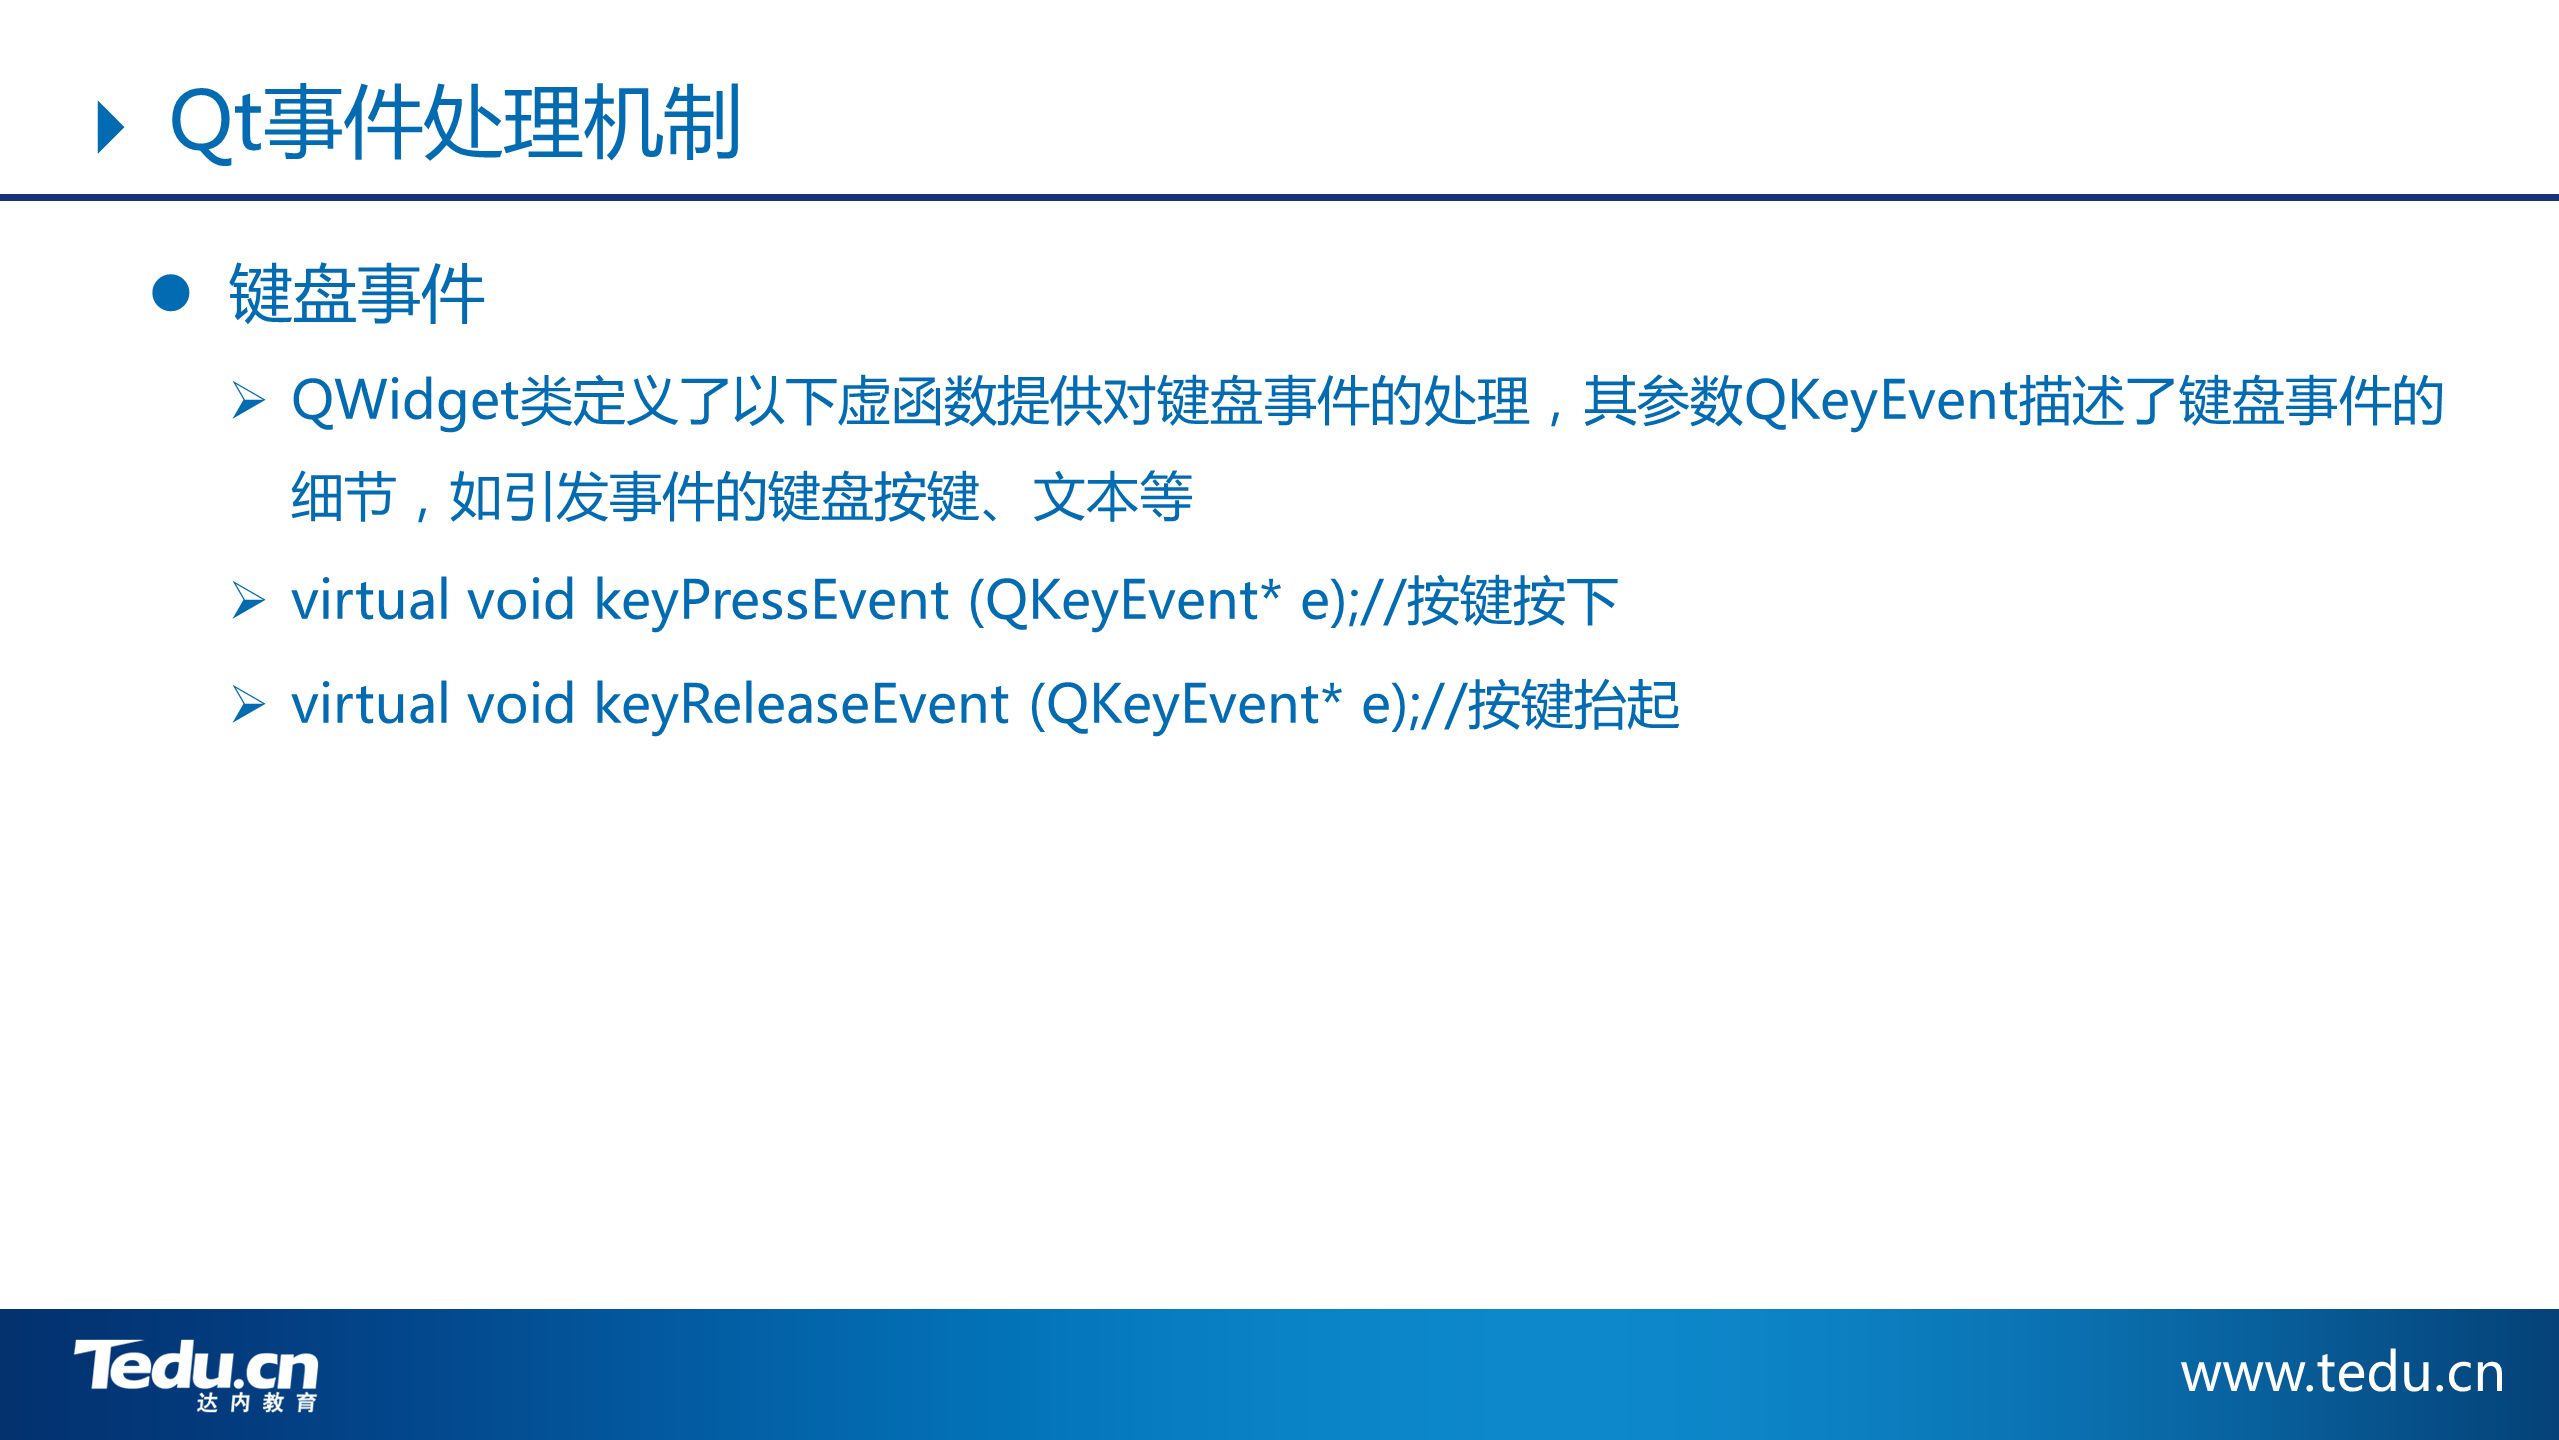 Qt事件处理机制
键盘事件
QWidget类定义了以下虚函数提供对键盘事件的处理，其参数QKeyEvent描述了键盘事件的
细节，如引发事件的键盘按键、文本等
virtual void keyPressEvent (QKeyEvent* e);//按键按下
virtual void keyReleaseEvent (QKeyEvent* e);//按键抬起
Tedu.cn
达内教育
www.tedu.cn